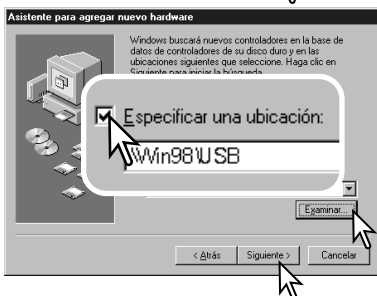 Asistente para agregar nuevo hardware
Windows buscará nuevos controladores en la base de
datos de controladores de su disco duro y en las
ubicaciones siguientes que seleccione. Haga clic en
Siguiente para iniciar la búsqueda.
Especificar una ubicación:
\Win98\USB
Examinar...
< Atrás
Siguiente >
Cancelar